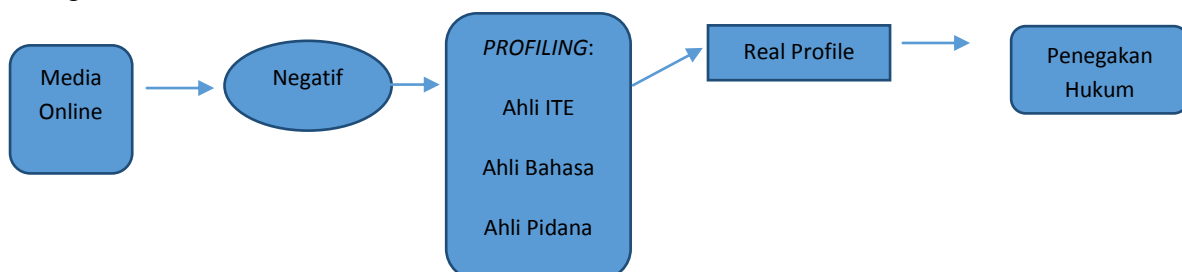 Media
Online
Negatif
PROFILING:
Ahli ITE
Ahli Bahasa
Ahli Pidana
Real Profile
Penegakan
Hukum